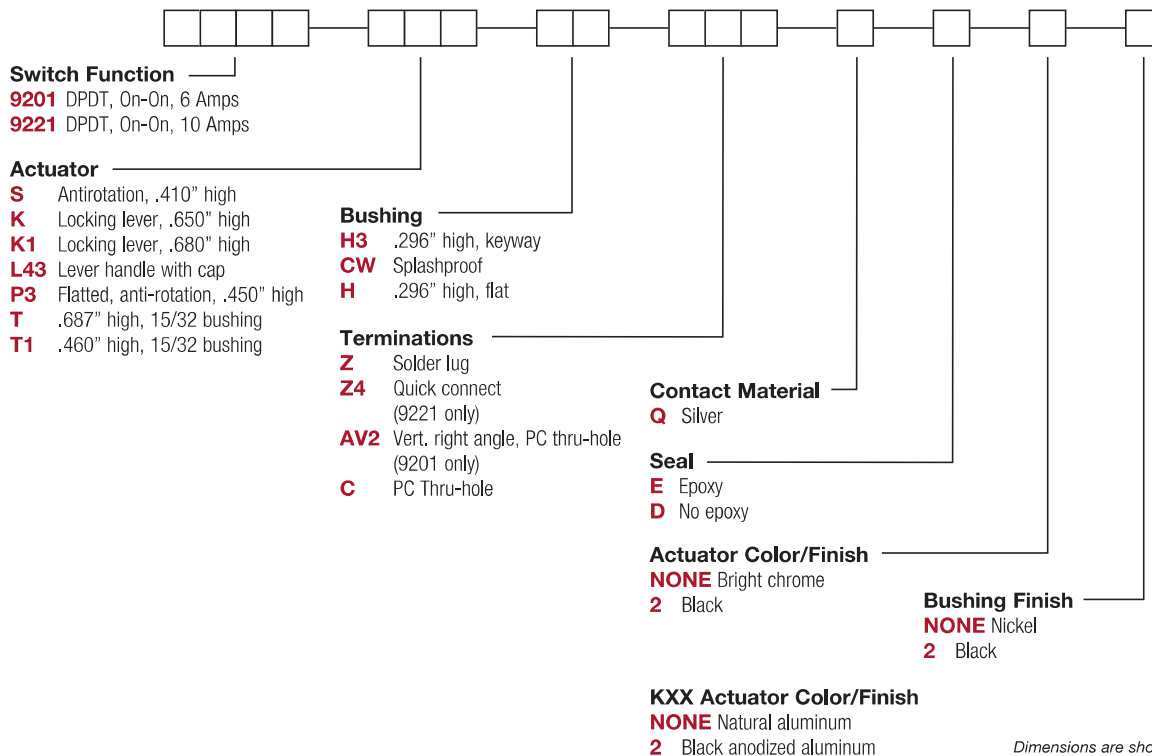 Switch Function
9201 DPDT, On-On, 6 Amps
9221 DPDT, On-On, 10 Amps
Actuator
S Antirotation, .410” high
K Locking lever, .650” high
K1 Locking lever, .680” high
L43 Lever handle with cap
P3 Flatted, anti-rotation, .450” high
T .687” high, 15/32 bushing
T1 .460” high, 15/32 bushing
Bushing
H3 .296” high, keyway
CW Splashproof
H .296” high, flat
Terminations
Z Solder lug
Z4 Quick connect
(9221 only)
AV2 Vert. right angle, PC thru-hole
(9201 only)
C PC Thru-hole
Contact Material
Q Silver
Seal
E Epoxy
D No epoxy
Actuator Color/Finish
NONE Bright chrome
2 Black
Bushing Finish
NONE Nickel
2 Black
KXX Actuator Color/Finish
NONE Natural aluminum
2 Black anodized aluminum
Dimensions are sho